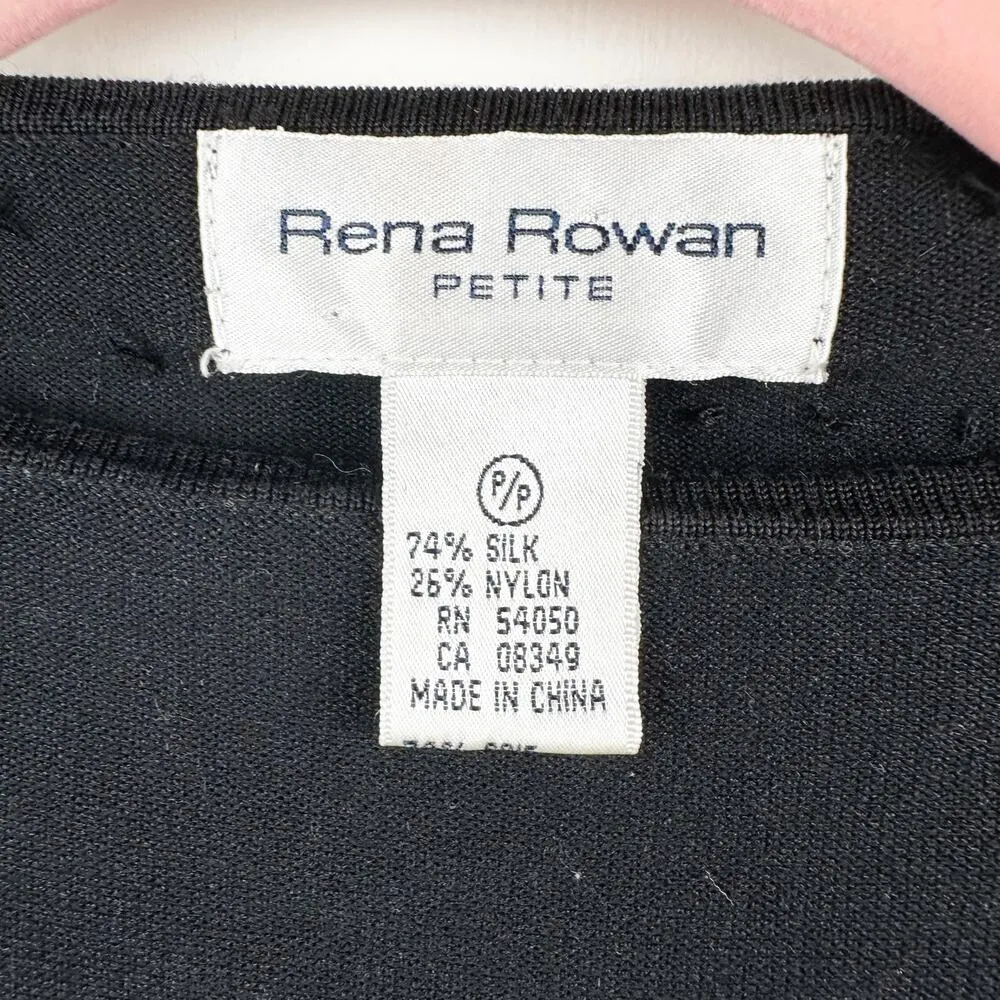 Rena Rowan
PETITE
P/P
74% SILK
26% NYLON
RN 54050
CA 08349
MADE IN CHINA